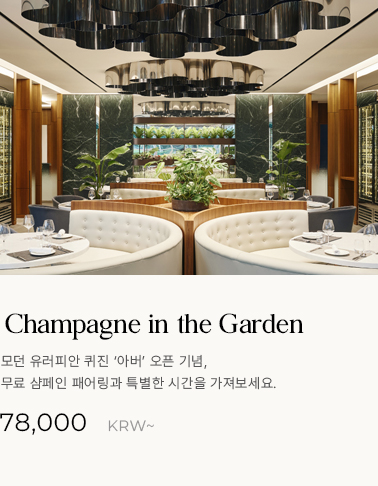 Champagne in the Garden
모던 유러피안 퀴진 ‘아버’ 오픈 기념,
무료 샴페인 패어링과 특별한 시간을 가져보세요.
78,000 KRW~